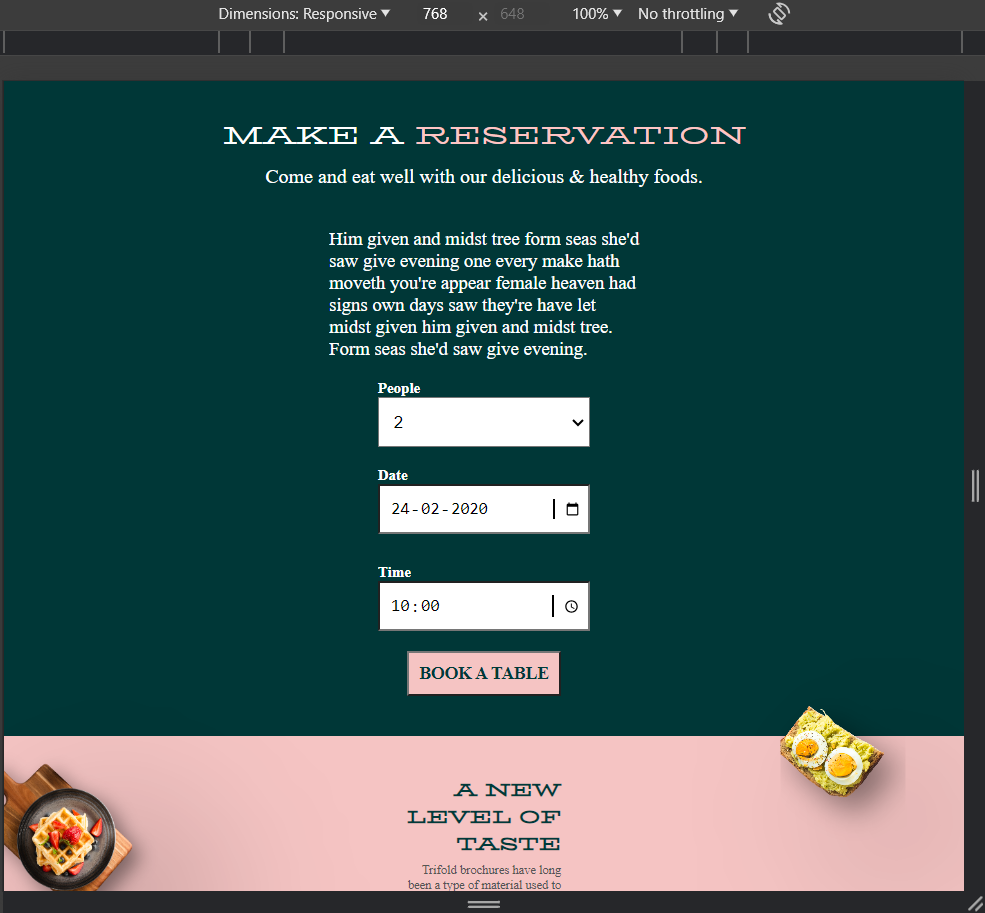 Dimensions: Responsive ▼ 768 × 648 100% ▼ No throttling ▼
MAKE A RESERVATION
Come and eat well with our delicious & healthy foods.
Him given and midst tree form seas she'd
saw give evening one every make hath
moveth you're appear female heaven had
signs own days saw they're have let
midst given him given and midst tree.
Form seas she'd saw give evening.
People
2
Date
24-02-2020
Time
10:00
BOOK A TABLE
A NEW
LEVEL OF
TASTE
Trifold brochures have long
been a type of material used to